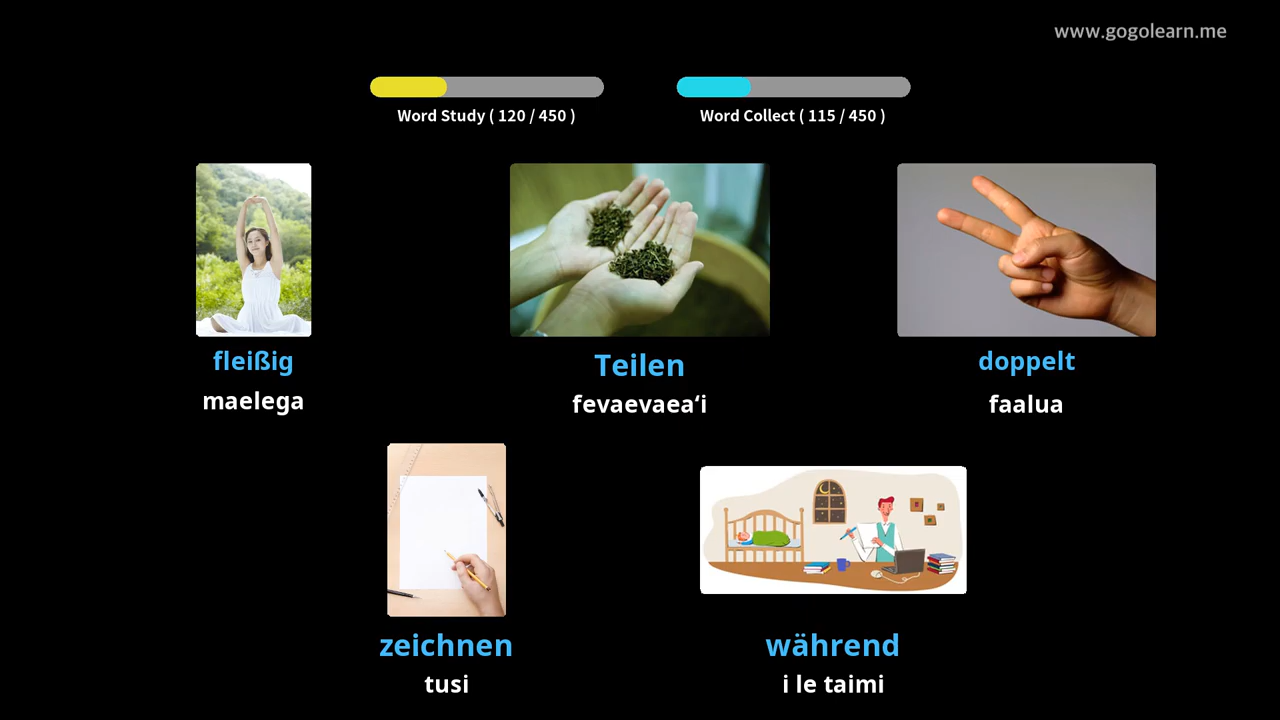 www.gogolearn.me
Word Study ( 120 / 450 )
Word Collect ( 115 / 450 )
fleißig
maelega
Teilen
fevaevaeaʻi
doppelt
faalua
zeichnen
tusi
während
i le taimi